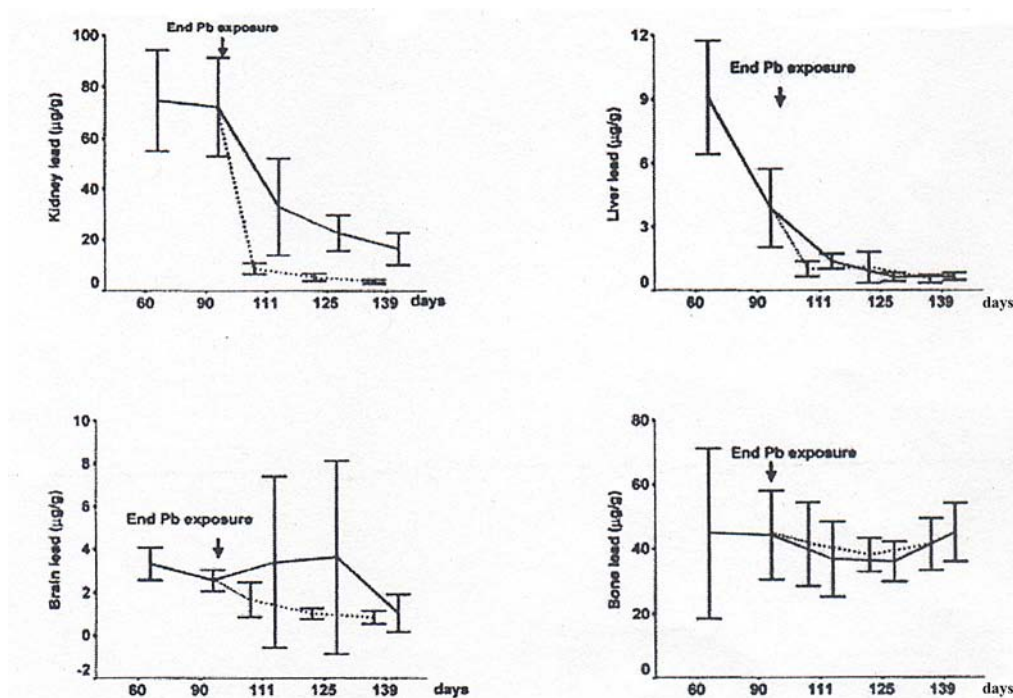 End Pb exposure
Kidney lead (µg/g)
100
80
60
40
20
0
60 90 111 125 139 days
End Pb exposure
Liver lead (µg/g)
12
9
6
3
0
60 90 111 125 139 days
End Pb exposure
Brain lead (µg/g)
10
8
6
4
2
0
-2
60 90 111 125 139 days
End Pb exposure
Bone lead (µg/g)
80
60
40
20
0
60 90 111 125 139 days